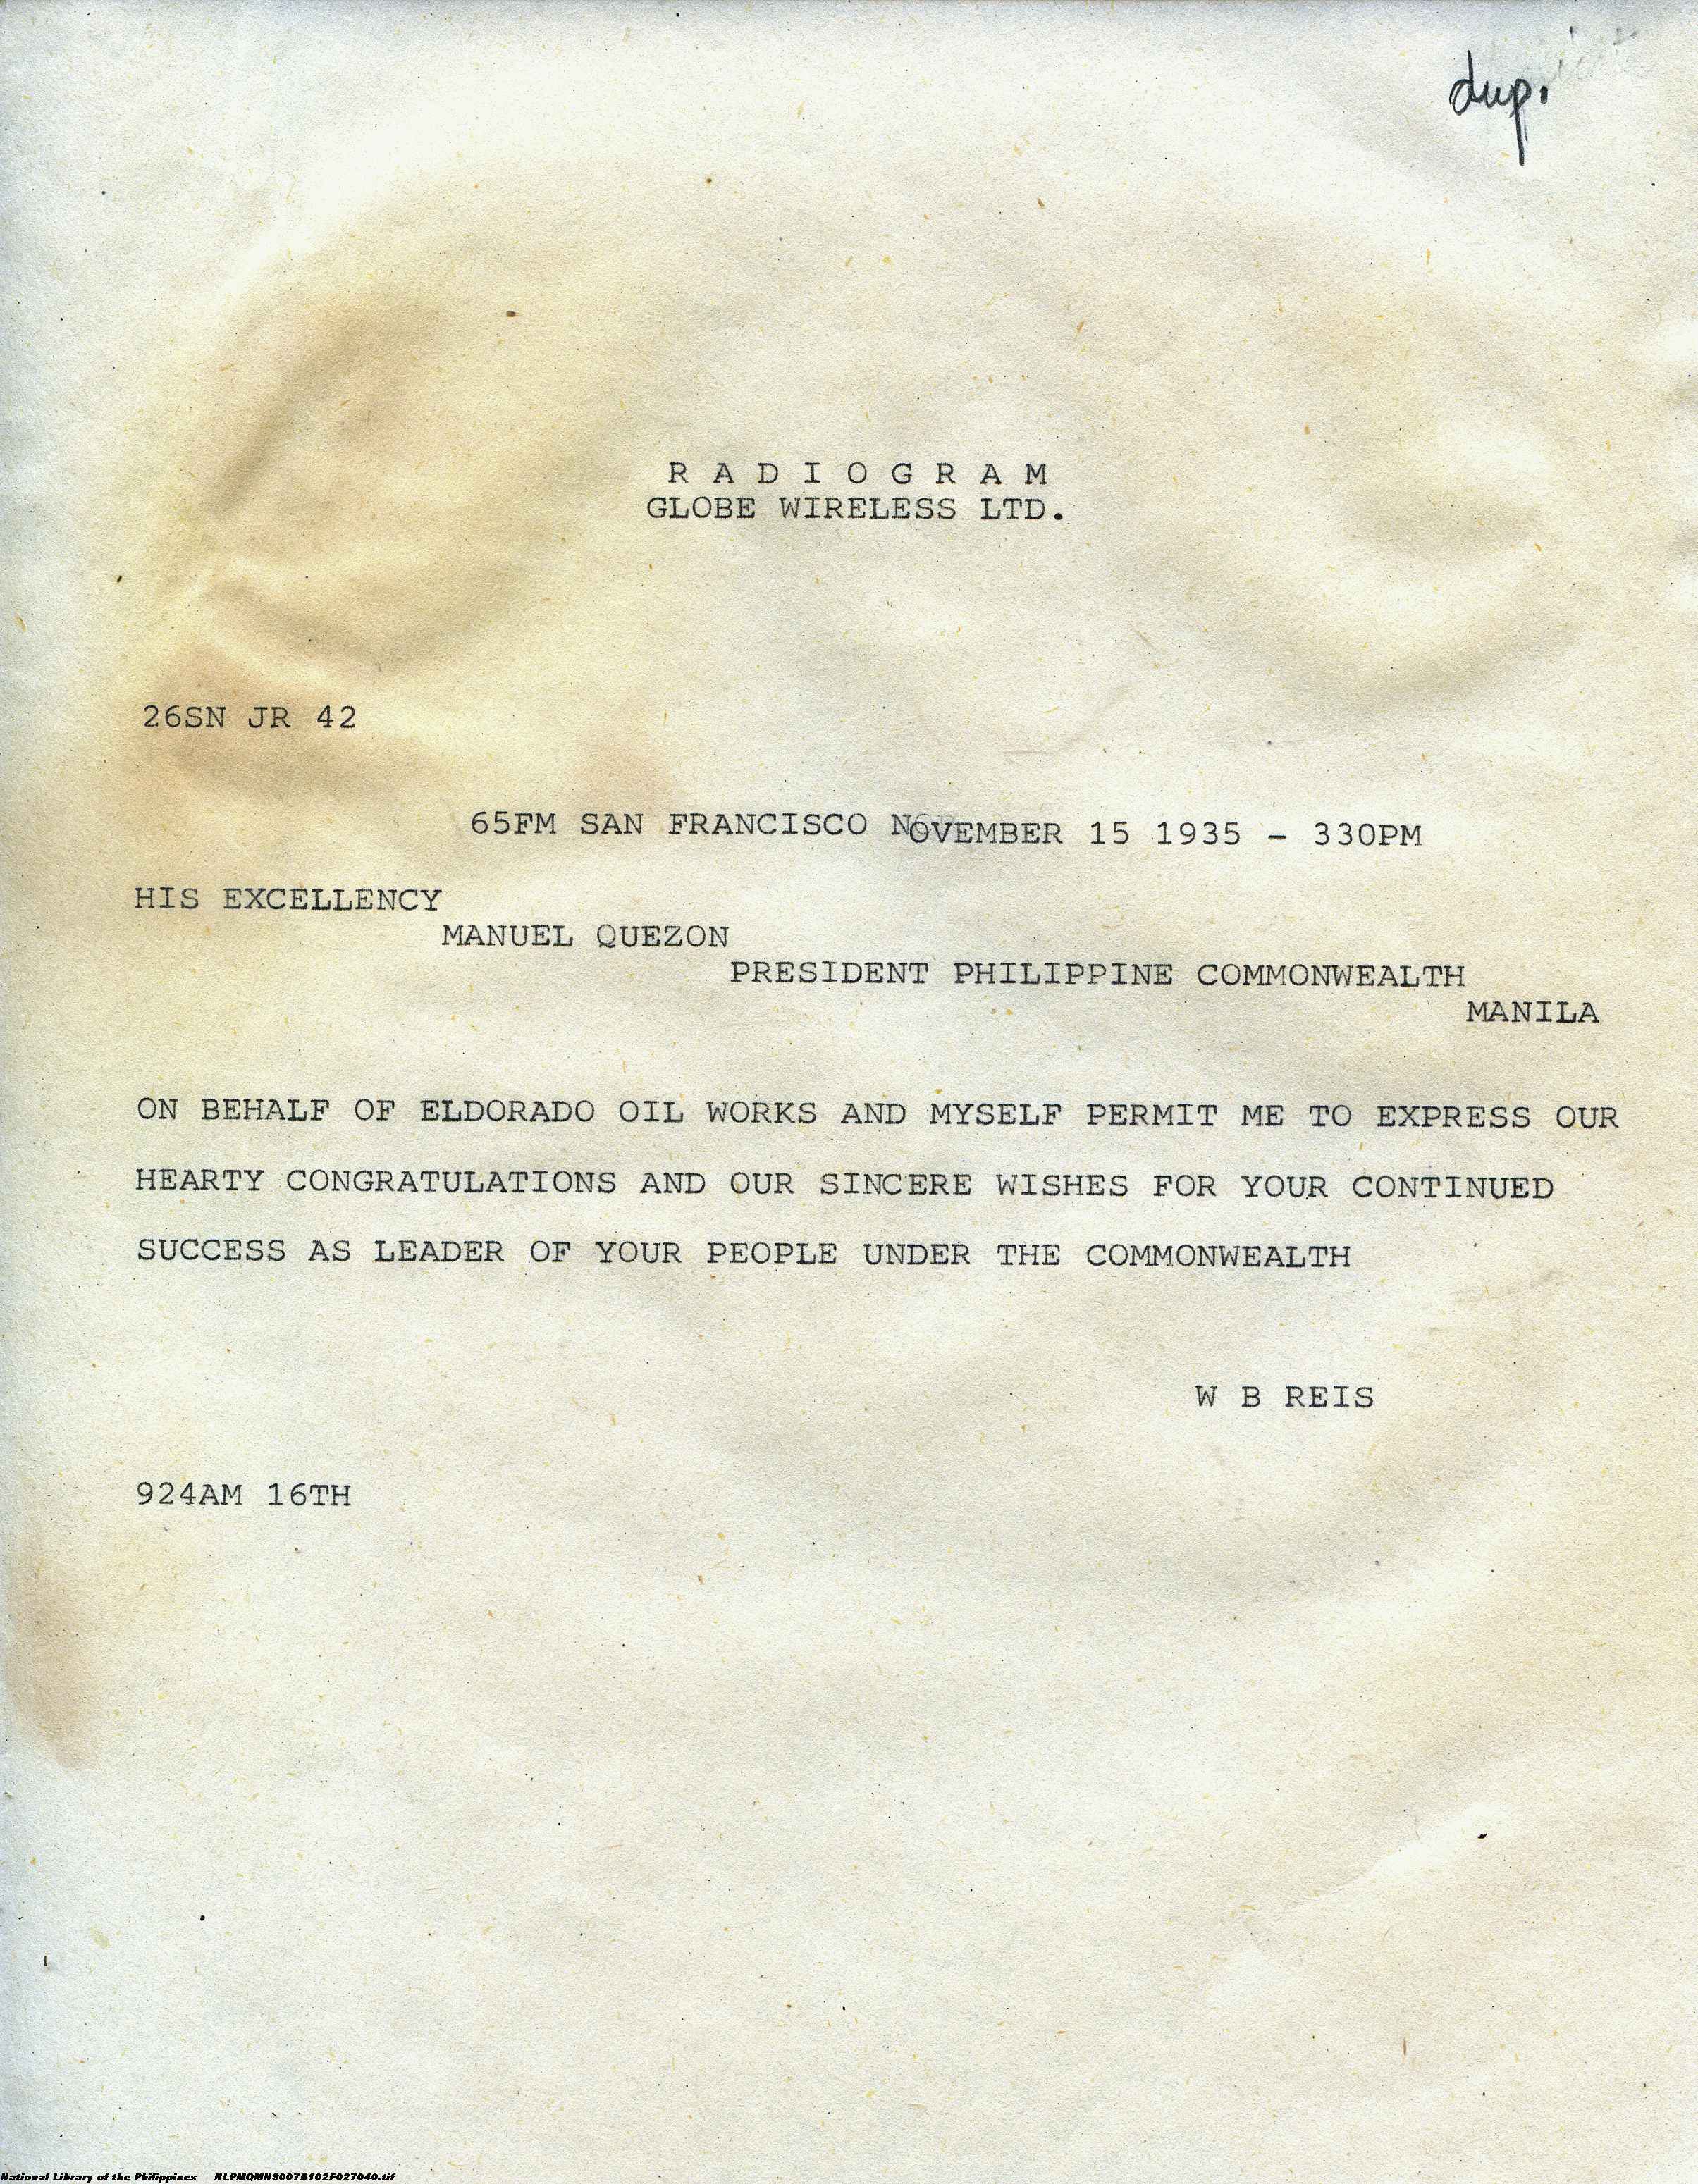 dup.
R A D I O G R A M
GLOBE WIRELESS LTD.
26SN JR 42
65FM SAN FRANCISCO NOVEMBER 15 1935 - 330PM
HIS EXCELLENCY
MANUEL QUEZON
PRESIDENT PHILIPPINE COMMONWEALTH
MANILA
ON BEHALF OF ELDORADO OIL WORKS AND MYSELF PERMIT ME TO EXPRESS OUR
HEARTY CONGRATULATIONS AND OUR SINCERE WISHES FOR YOUR CONTINUED
SUCCESS AS LEADER OF YOUR PEOPLE UNDER THE COMMONWEALTH
W B REIS
924AM 16TH
National Library of the Philippines NLPMQMNS007B102F027040.tif